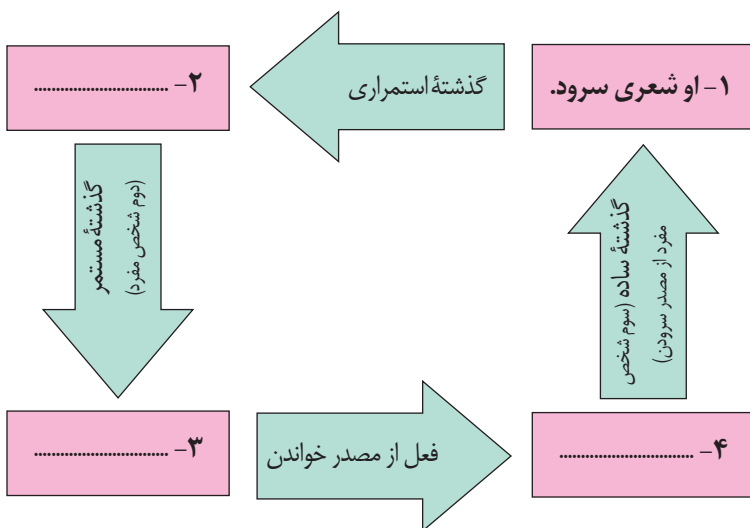 ۱- او شعری سرود.
گذشتهٔ استمراری
۲- ...............................
گذشتهٔ مستمر
(دوم شخص مفرد)
۳- ...............................
فعل از مصدر خواندن
۴- ...............................
گذشتهٔ ساده (سوم شخص
مفرد از مصدر سرودن)